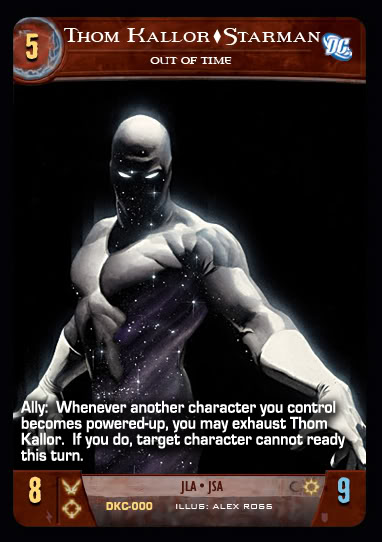 5
THOM KALLOR♦STARMAN
DC
OUT OF TIME
Ally: Whenever another character you control
becomes powered-up, you may exhaust Thom
Kallor. If you do, target character cannot ready
this turn.
8
JLA • JSA
C
9
DKC-000 ILLUS: ALEX ROSS